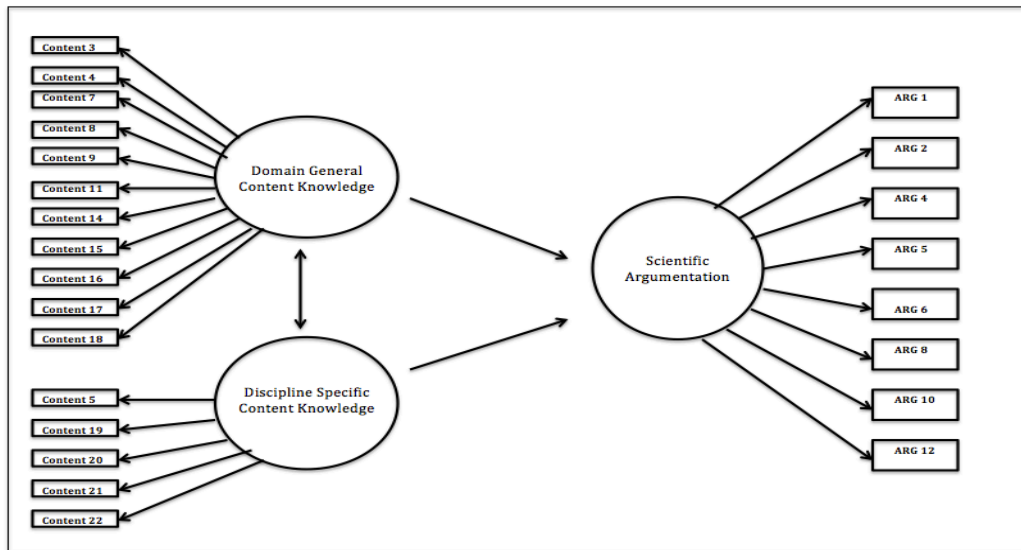 Content 3
Content 4
Content 7
Content 8
Content 9
Content 11
Content 14
Content 15
Content 16
Content 17
Content 18
Domain General
Content Knowledge
Content 5
Content 19
Content 20
Content 21
Content 22
Discipline Specific
Content Knowledge
Scientific
Argumentation
ARG 1
ARG 2
ARG 4
ARG 5
ARG 6
ARG 8
ARG 10
ARG 12